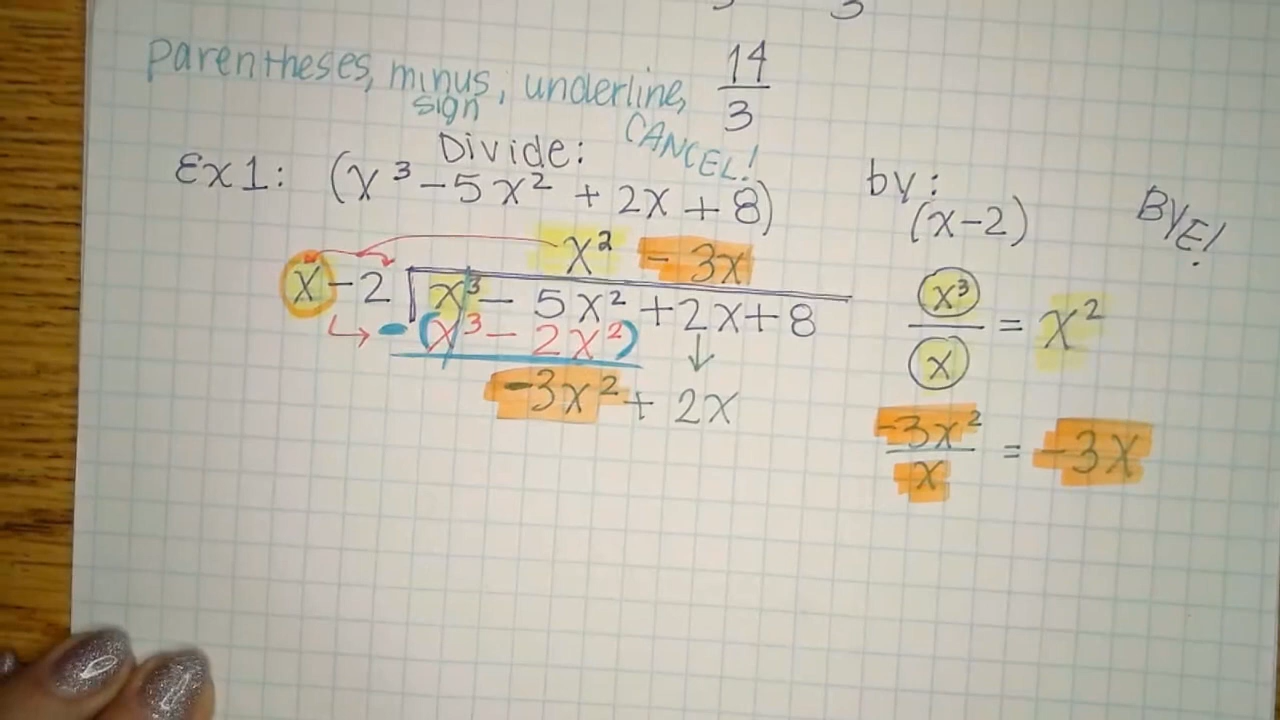 3
parentheses, minus sign, underline, 14/3
CANCEL!
Divide:
Ex1: (x³ - 5x² + 2x + 8) by: (x-2) BYE!
x² - 3x
x - 2 x³ - 5x² + 2x + 8
- (x³ - 2x²)
-3x² + 2x
x³/x = x²
-3x²/x = -3x